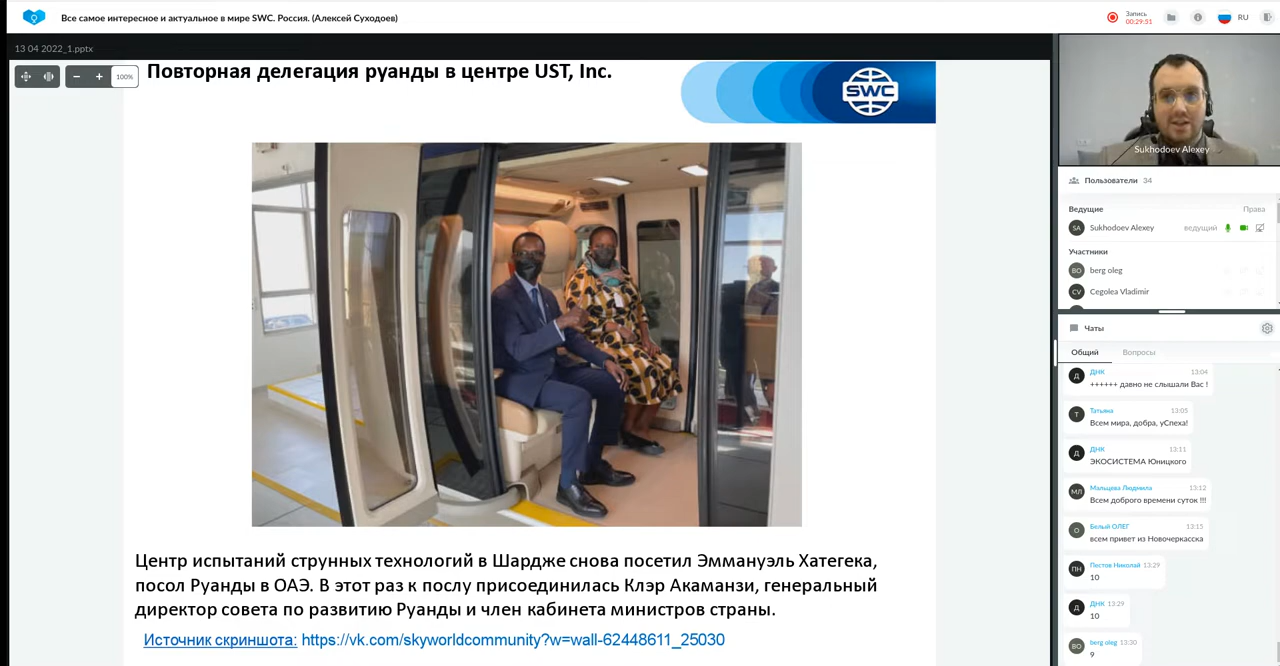 Все самое интересное и актуальное в мире SWC. Россия. (Алексей Суходоев)
Запись
00:29:51
RU
13 04 2022_1.pptx
100%
Повторная делегация руанды в центре UST, Inc.
SWC
Центр испытаний струнных технологий в Шардже снова посетил Эммануэль Хатегека,
посол Руанды в ОАЭ. В этот раз к послу присоединилась Клэр Акаманзи, генеральный
директор совета по развитию Руанды и член кабинета министров страны.
Источник скриншота: https://vk.com/skyworldcommunity?w=wall-62448611_25030
Sukhodoev Alexey
Пользователи 34
Ведущие Права
SA Sukhodoev Alexey ведущий
Участники
BO berg oleg
CV Cegolea Vladimir
Чаты
Общий Вопросы
Д ДНК 13:04
++++++ давно не слышали Вас !
Т Татьяна 13:05
Всем мира, добра, уСпеха!
Д ДНК 13:11
ЭКОСИСТЕМА Юницкого
МЛ Мальцева Людмила 13:12
Всем доброго времени суток !!!
О Белый ОЛЕГ 13:15
всем привет из Новочеркасска
ПН Пестов Николай 13:29
10
Д ДНК 13:29
10
BO berg oleg 13:30
9